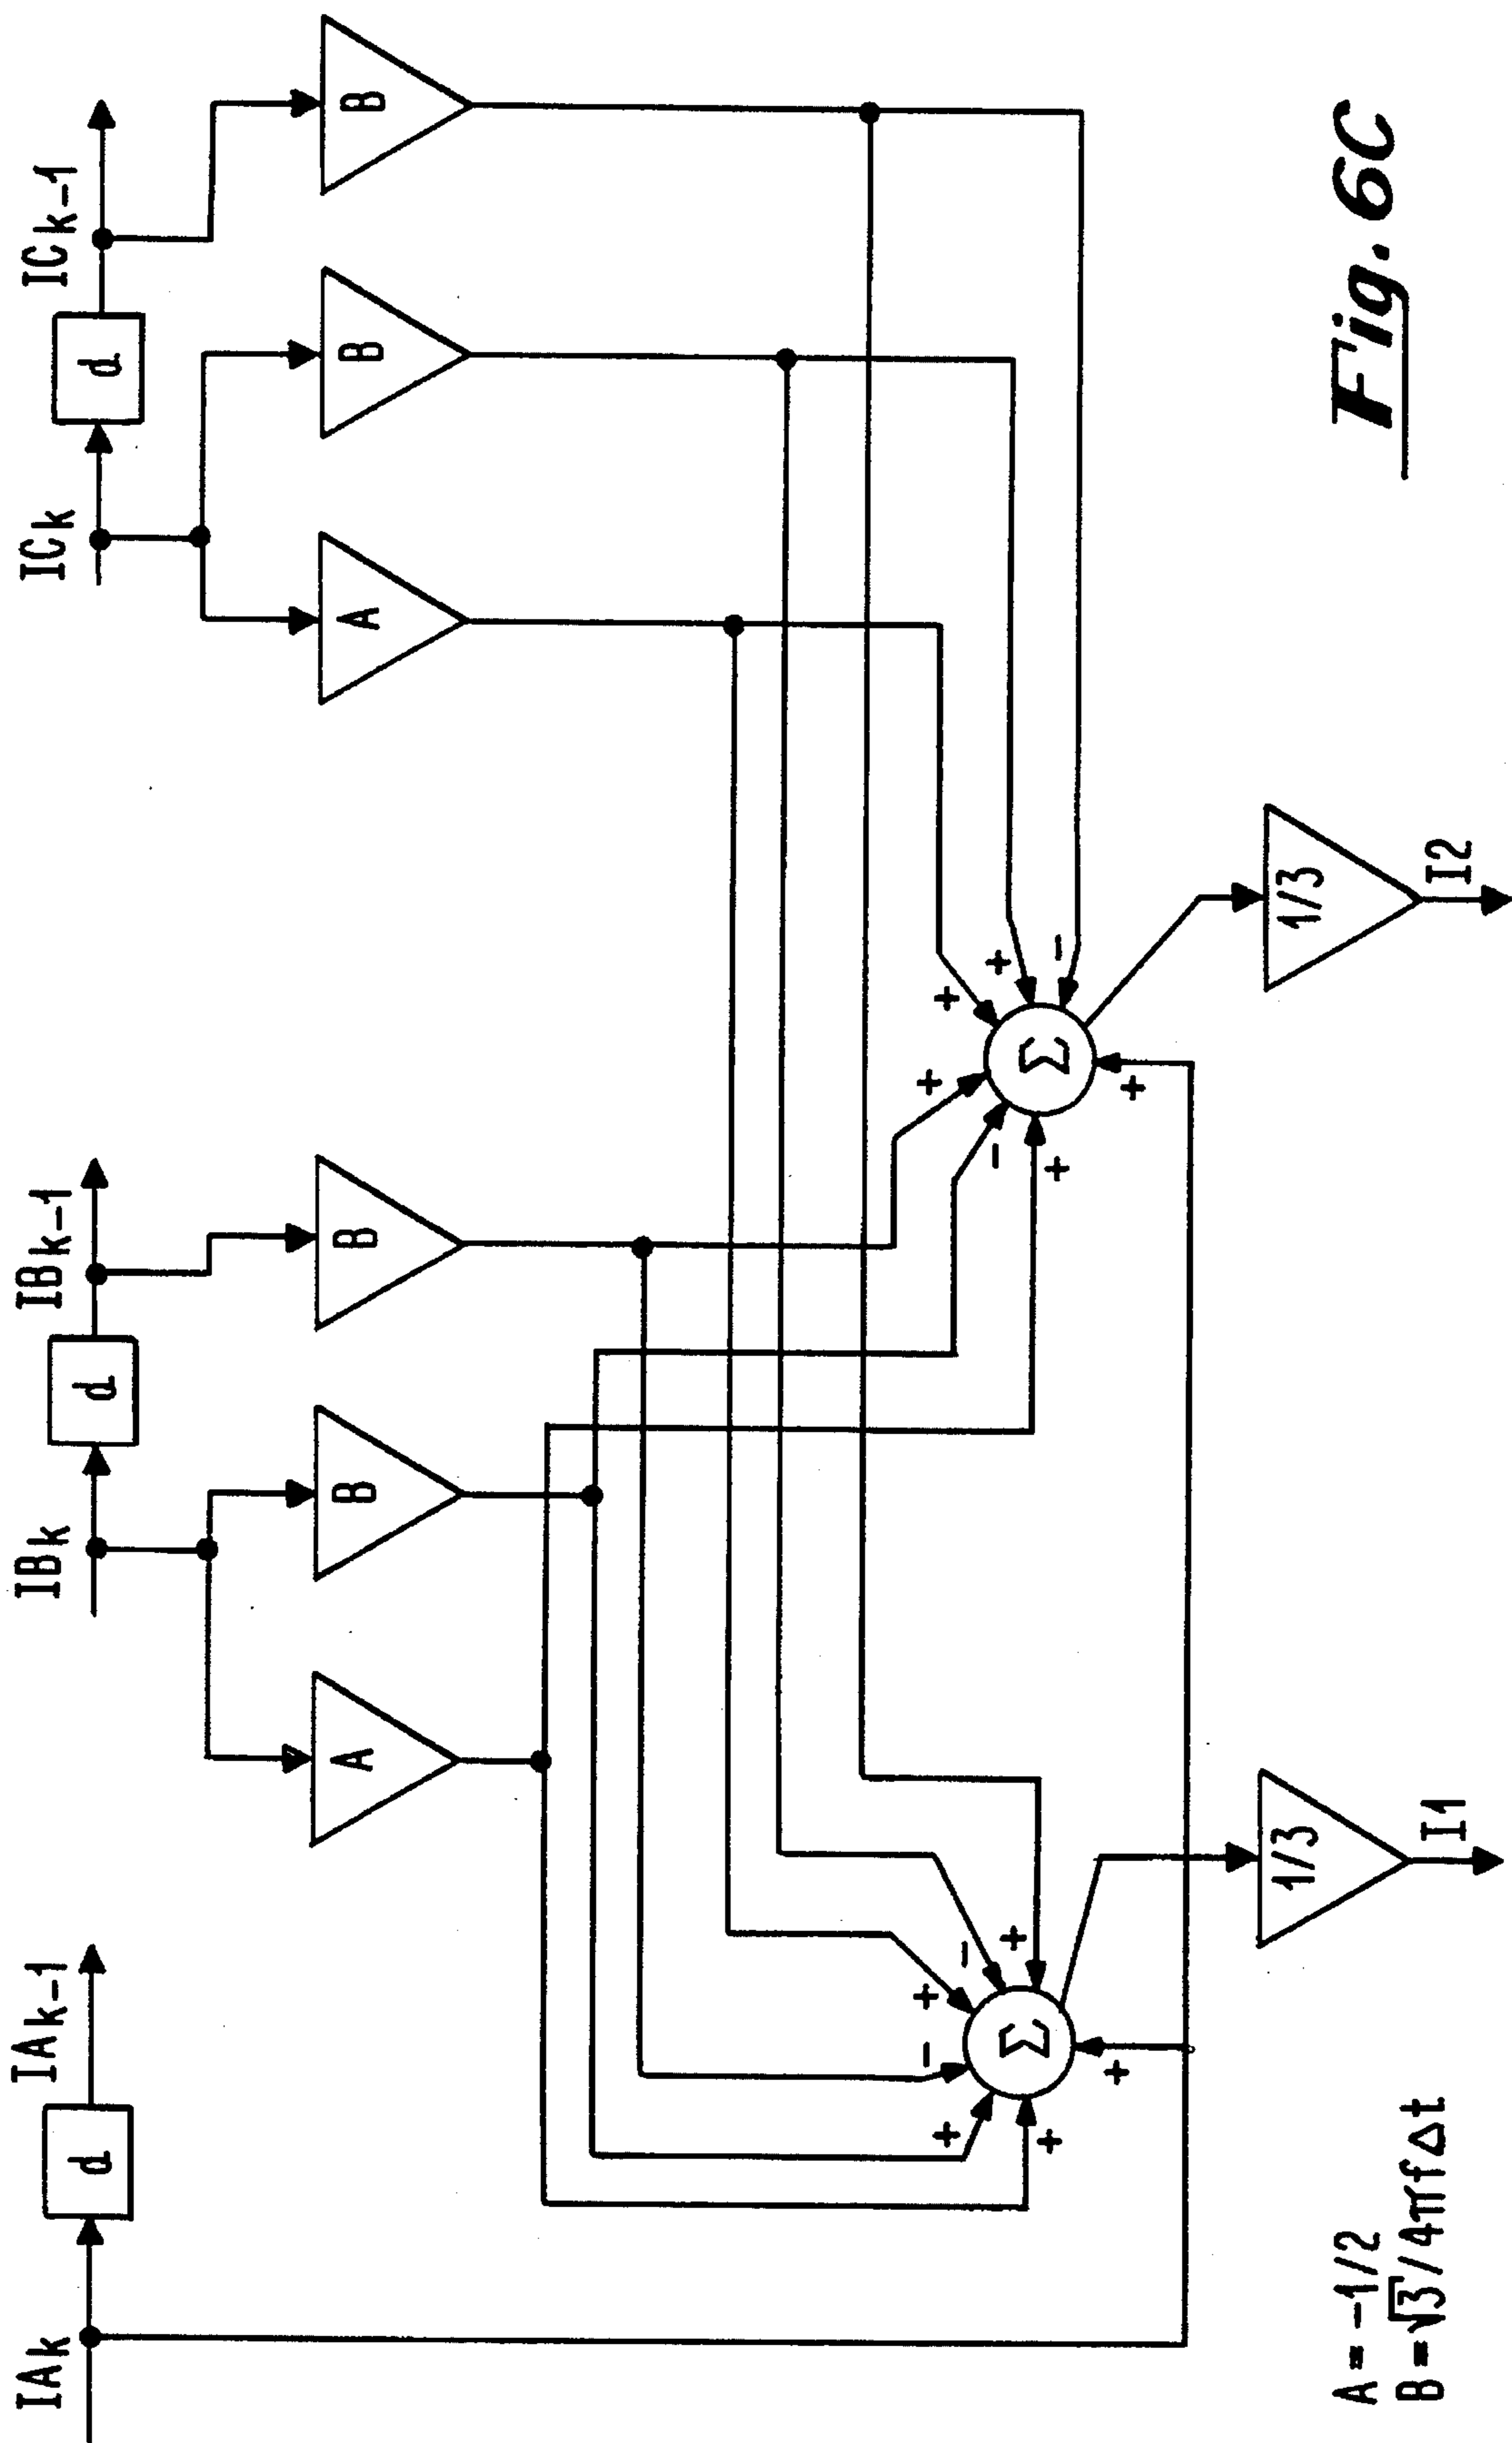 IAk IAk-1 IBk IBk-1 ICk ICk-1
d d d
A B B A B B
+ + - + - + +
+ - + + + - +
Σ Σ
1/3 1/3
I1 I2
A = -1/2
B = √3/4πfΔt
Fig. 6C